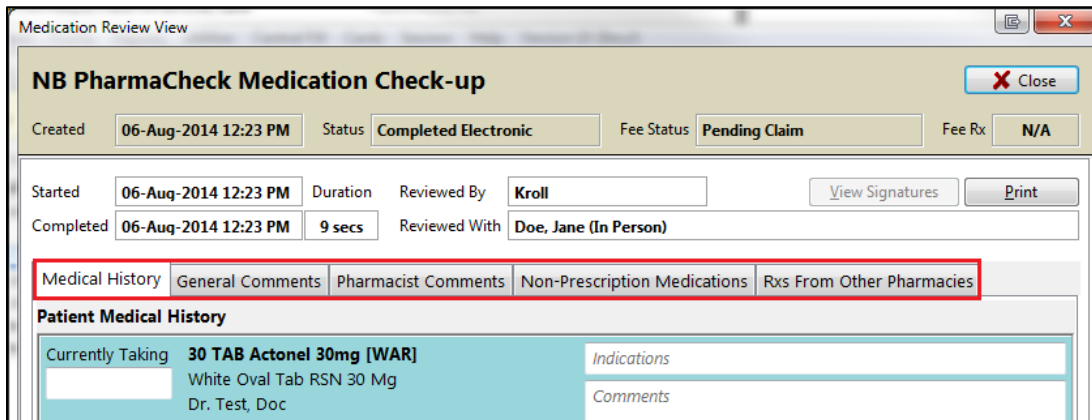 Medication Review View
NB PharmaCheck Medication Check-up
Close
Created 06-Aug-2014 12:23 PM Status Completed Electronic Fee Status Pending Claim Fee Rx N/A
Started 06-Aug-2014 12:23 PM Duration Reviewed By Kroll View Signatures Print
Completed 06-Aug-2014 12:23 PM 9 secs Reviewed With Doe, Jane (In Person)
Medical History General Comments Pharmacist Comments Non-Prescription Medications Rxs From Other Pharmacies
Patient Medical History
Currently Taking 30 TAB Actonel 30mg [WAR] Indications
White Oval Tab RSN 30 Mg
Dr. Test, Doc Comments